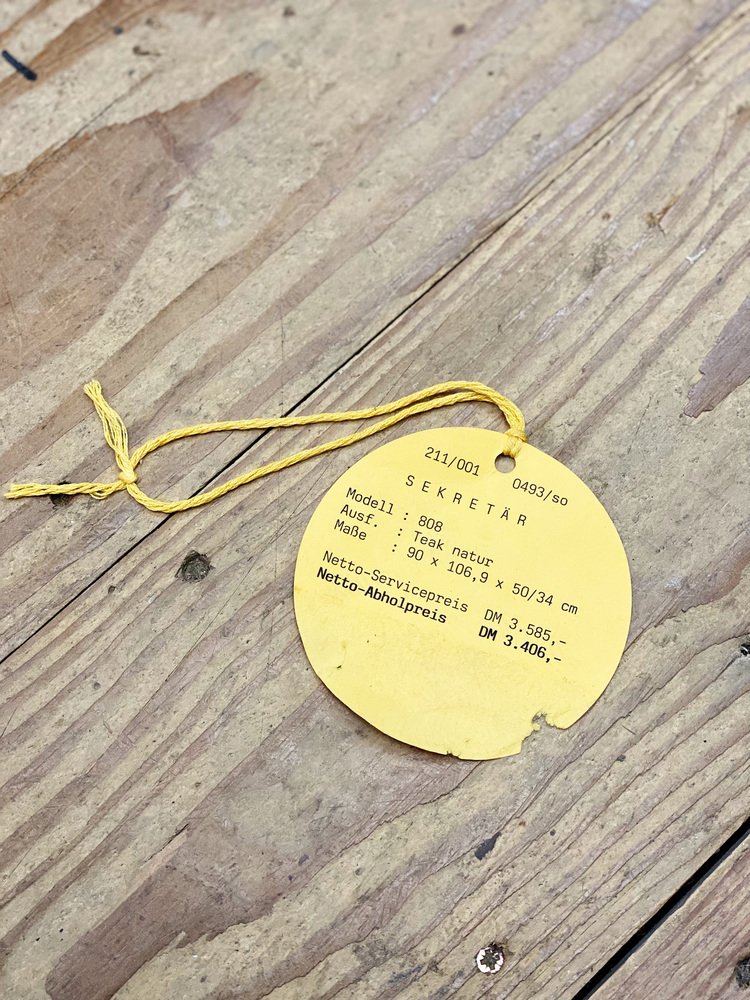 211/001 0493/so
SEKRETÄR
Modell : 808
Ausf. : Teak natur
Maße : 90 x 106,9 x 50/34 cm
Netto-Servicepreis DM 3.585,-
Netto-Abholpreis DM 3.406,-